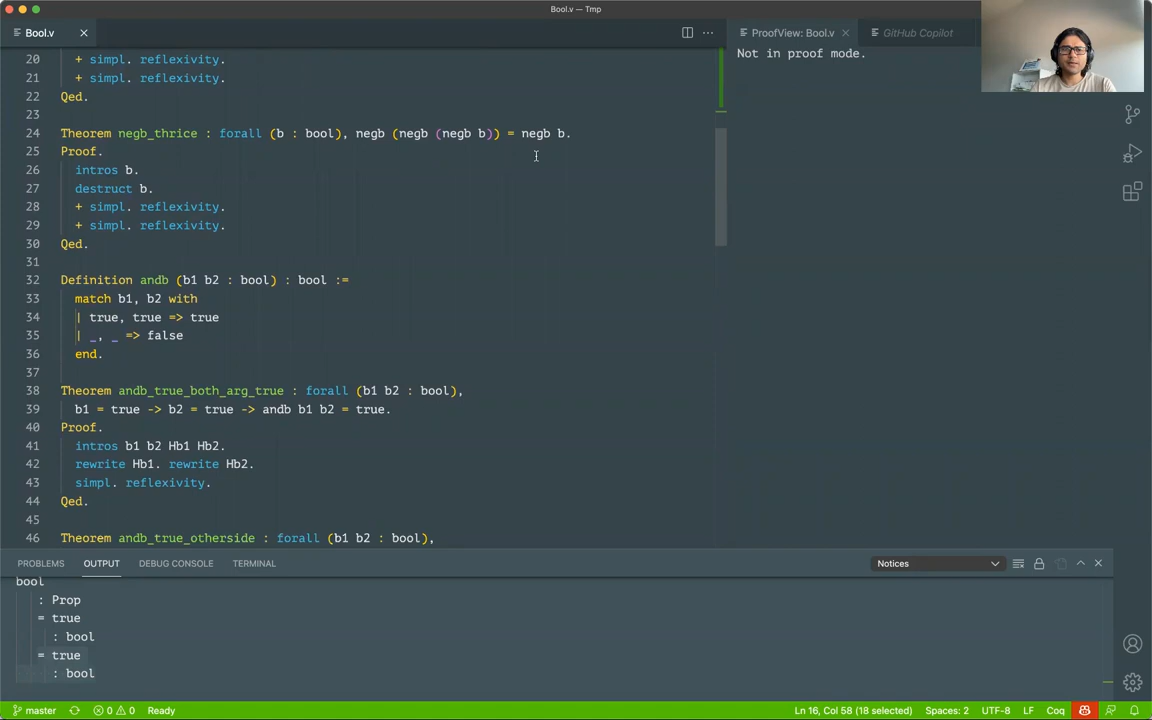 Bool.v — Tmp
Bool.v
ProofView: Bool.v
GitHub Copilot
Not in proof mode.
20 + simpl. reflexivity.
21 + simpl. reflexivity.
22 Qed.
23
24 Theorem negb_thrice : forall (b : bool), negb (negb (negb b)) = negb b.
25 Proof.
26 intros b.
27 destruct b.
28 + simpl. reflexivity.
29 + simpl. reflexivity.
30 Qed.
31
32 Definition andb (b1 b2 : bool) : bool :=
33 match b1, b2 with
34 | true, true => true
35 | _, _ => false
36 end.
37
38 Theorem andb_true_both_arg_true : forall (b1 b2 : bool),
39 b1 = true -> b2 = true -> andb b1 b2 = true.
40 Proof.
41 intros b1 b2 Hb1 Hb2.
42 rewrite Hb1. rewrite Hb2.
43 simpl. reflexivity.
44 Qed.
45
46 Theorem andb_true_otherside : forall (b1 b2 : bool),
PROBLEMS OUTPUT DEBUG CONSOLE TERMINAL
Notices
bool
: Prop
= true
: bool
= true
: bool
master 0 0 Ready
Ln 16, Col 58 (18 selected) Spaces: 2 UTF-8 LF Coq